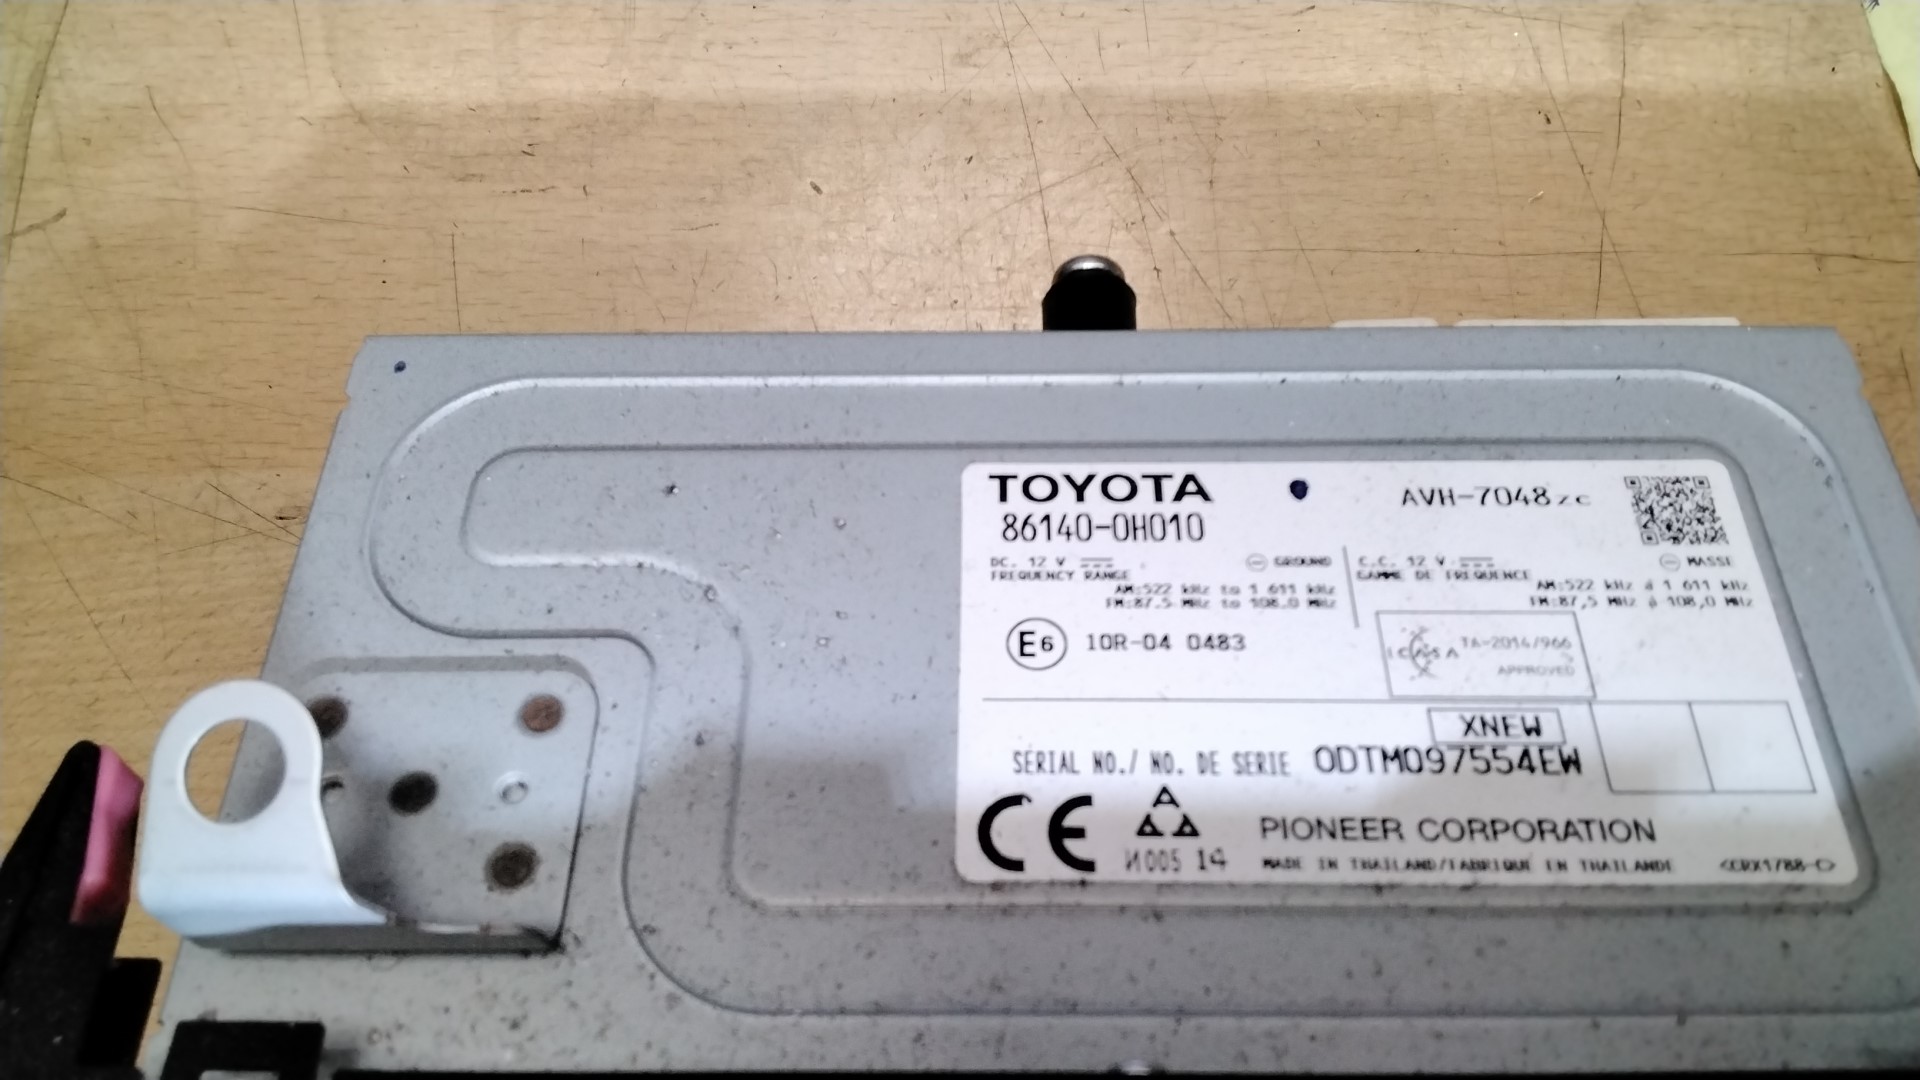 TOYOTA
AVH-7048zc
86140-0H010
DC. 12 V GROUND
FREQUENCY RANGE
AM:522 kHz to 1 611 kHz
FM:87.5 MHz to 108.0 MHz
C.C. 12 V MASSE
GAMME DE FREQUENCE
AM:522 kHz à 1 611 kHz
FM:87,5 MHz à 108,0 MHz
E6 10R-04 0483
ICASA TA-2014/966
APPROVED
XNEW
SERIAL NO./ NO. DE SERIE ODTM097554EW
CE
N005 14
PIONEER CORPORATION
MADE IN THAILAND/FABRIQUE EN THAILANDE <CRX1788-C>